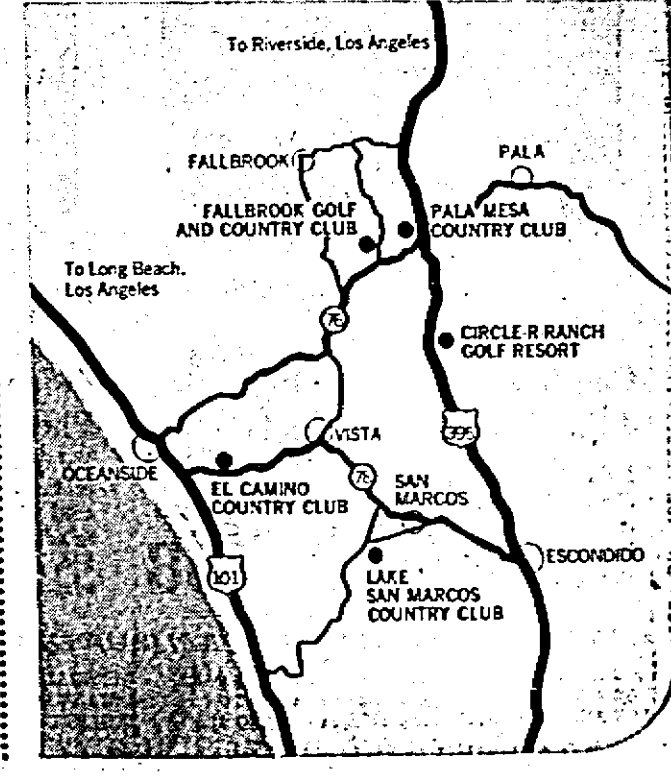 To Riverside, Los Angeles
FALLBROOK
PALA
FALLBROOK GOLF
AND COUNTRY CLUB
PALA MESA
COUNTRY CLUB
To Long Beach,
Los Angeles
76
CIRCLE-R RANCH
GOLF RESORT
395
VISTA
OCEANSIDE
EL CAMINO
COUNTRY CLUB
78
SAN
MARCOS
ESCONDIDO
101
LAKE
SAN MARCOS
COUNTRY CLUB